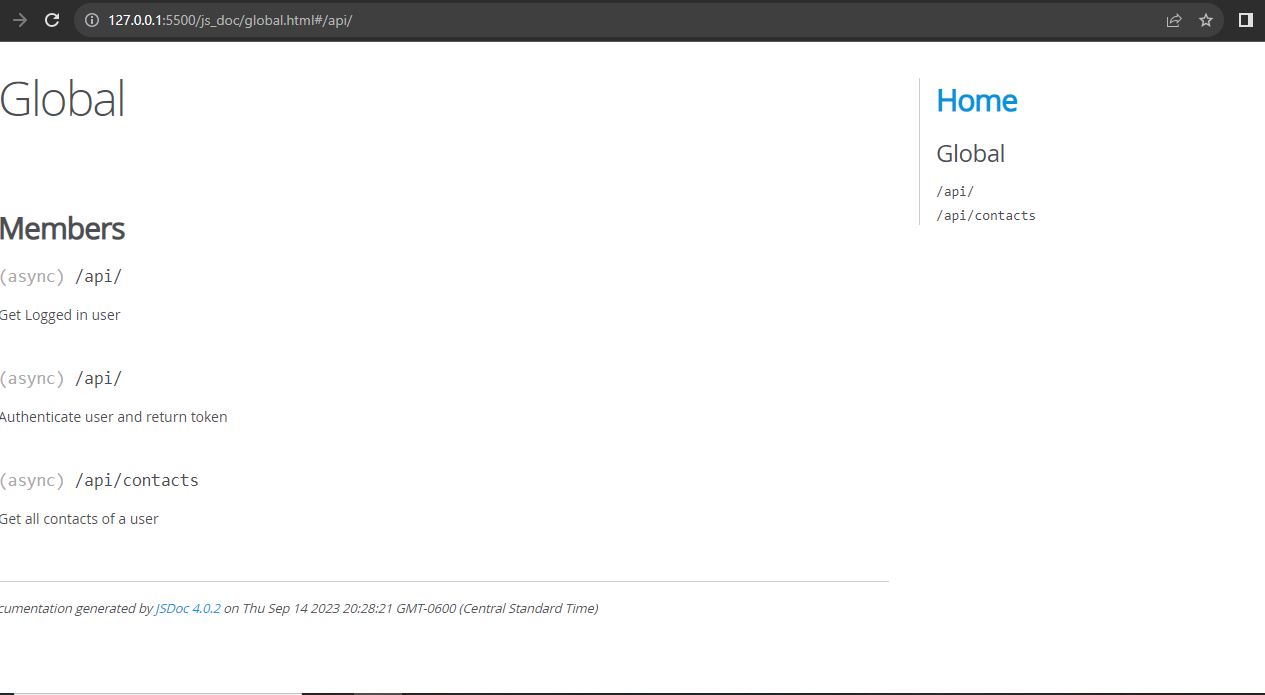 127.0.0.1:5500/js_doc/global.html#/api/
Global
Members
(async) /api/
Get Logged in user
(async) /api/
Authenticate user and return token
(async) /api/contacts
Get all contacts of a user
cumentation generated by JSDoc 4.0.2 on Thu Sep 14 2023 20:28:21 GMT-0600 (Central Standard Time)
Home
Global
/api/
/api/contacts